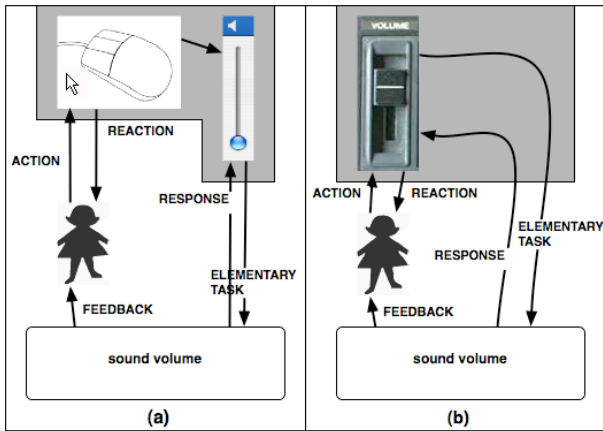 REACTION
ACTION
RESPONSE
ELEMENTARY
TASK
FEEDBACK
sound volume
(a)
VOLUME
ACTION
REACTION
ELEMENTARY
TASK
RESPONSE
FEEDBACK
sound volume
(b)